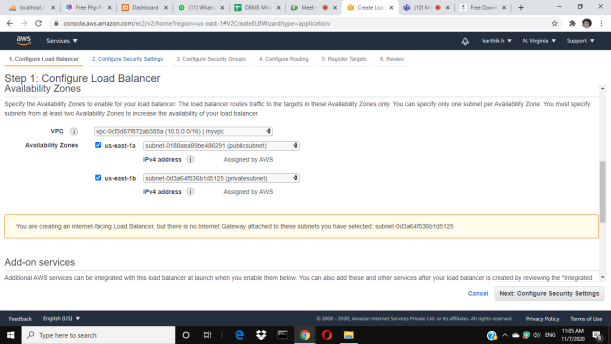 localhost /
Free Php P
Dashboard
(11) Whats
DBMS Min
Meet -
Create Loa
(10) M
Free Down
console.aws.amazon.com/ec2/v2/home?region=us-east-1#V2CreateELBWizard:type=application:
aws
Services
karthik h
N. Virginia
Support
1. Configure Load Balancer 2. Configure Security Settings 3. Configure Security Groups 4. Configure Routing 5. Register Targets 6. Review
Step 1: Configure Load Balancer
Availability Zones
Specify the Availability Zones to enable for your load balancer. The load balancer routes traffic to the targets in these Availability Zones only. You can specify only one subnet per Availability Zone. You must specify
subnets from at least two Availability Zones to increase the availability of your load balancer.
VPC vpc-0cf3d87f872ab385a (10.0.0.0/16) | myvpc
Availability Zones us-east-1a subnet-0188aea89be486291 (publicsubnet)
IPv4 address Assigned by AWS
us-east-1b subnet-0d3a64f536b1d5125 (privatesubnet)
IPv4 address Assigned by AWS
You are creating an internet-facing Load Balancer, but there is no Internet Gateway attached to these subnets you have selected: subnet-0d3a64f536b1d5125
Add-on services
Additional AWS services can be integrated with this load balancer at launch when you enable them below. You can also add these and other services after your load balancer is created by reviewing the "Integrated
Cancel Next: Configure Security Settings
Feedback English (US) © 2008 - 2020, Amazon Internet Services Private Ltd. or its affiliates. All rights reserved. Privacy Policy Terms of Use
Type here to search
ENG
11:05 AM
11/7/2020